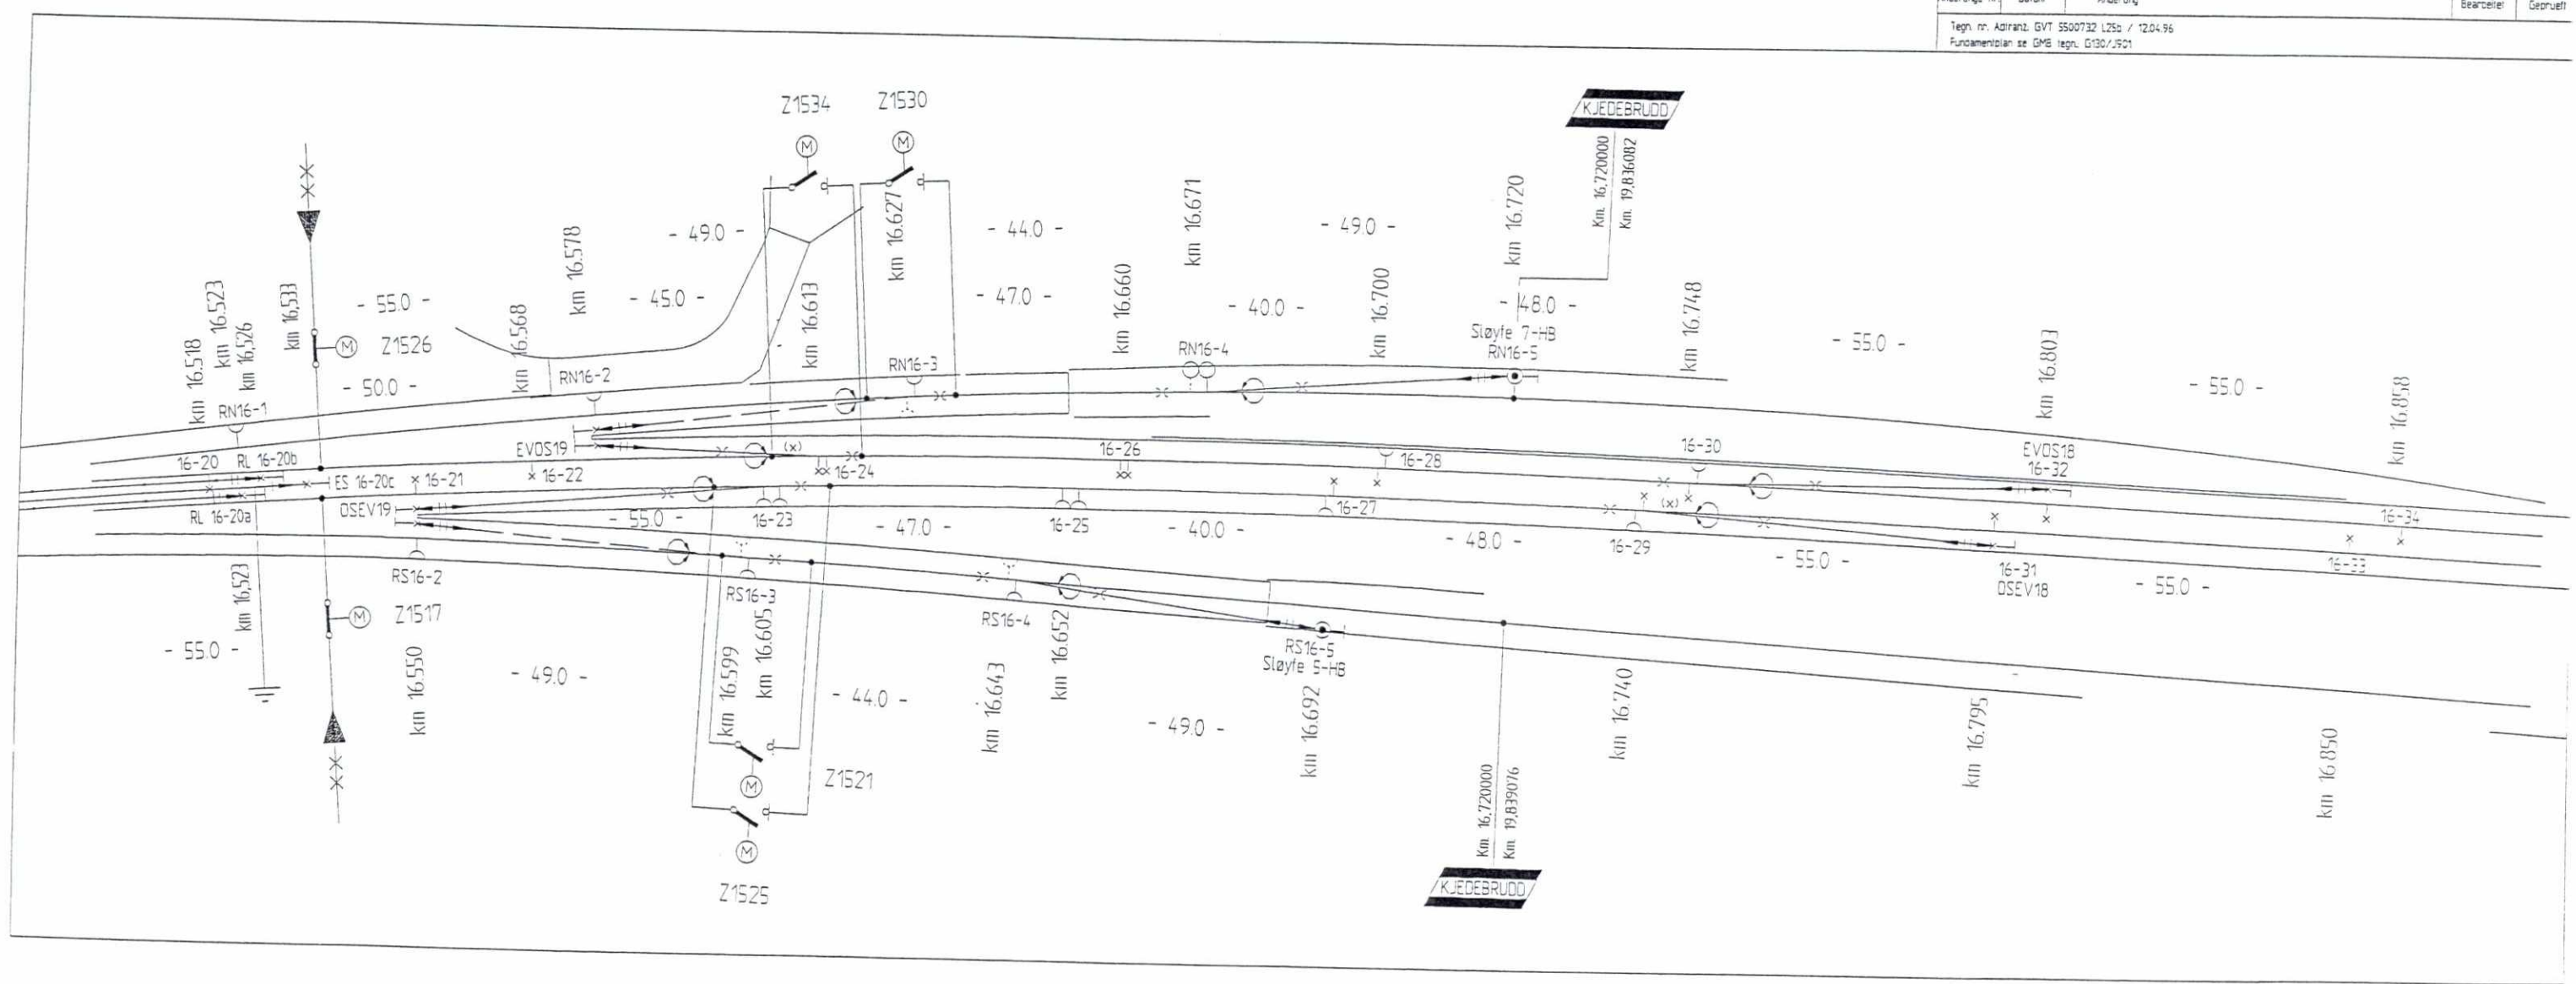 Bearbeitet Geprueft
Tegn. nr. Adtranz. GVT 5500732 L25b / 12.04.96
Fundamentplan se GMB tegn. G130/J901
Z1534 Z1530
KJEDEBRUDD
Km. 16,720000
Km. 19,836082
km 16.518
km 16.523
km 16,526
km 16,533
km 16.568
km 16.578
km 16.613
km 16.627
km 16.660
km 16.671
km 16.700
km 16.720
km 16.748
km 16.803
km 16.858
- 49.0 -
- 44.0 -
- 49.0 -
- 55.0 -
- 45.0 -
- 47.0 -
- 40.0 -
- 48.0 -
- 55.0 -
- 55.0 -
- 50.0 -
M
M
M
Z1526
Sløyfe 7-HB
RN16-5
RN16-4
RN16-3
RN16-2
RN16-1
16-20
RL 16-20b
ES 16-20c
RL 16-20a
16-21
16-22
EVOS19
(x)
16-24
16-26
16-28
16-30
EVOS18
16-32
16-34
OSEV19
- 55.0 -
16-23
- 47.0 -
16-25
- 40.0 -
16-27
- 48.0 -
16-29
(x)
- 55.0 -
16-31
OSEV18
- 55.0 -
16-33
RS16-2
RS16-3
RS16-4
RS16-5
Sløyfe 5-HB
M
Z1517
- 55.0 -
- 49.0 -
- 44.0 -
- 49.0 -
km 16,523
km 16.550
km 16.599
km 16.605
km 16.643
km 16.652
km 16.692
km 16.740
km 16.795
km 16.850
M
Z1521
M
Z1525
Km. 16,720000
Km. 19,839076
KJEDEBRUDD